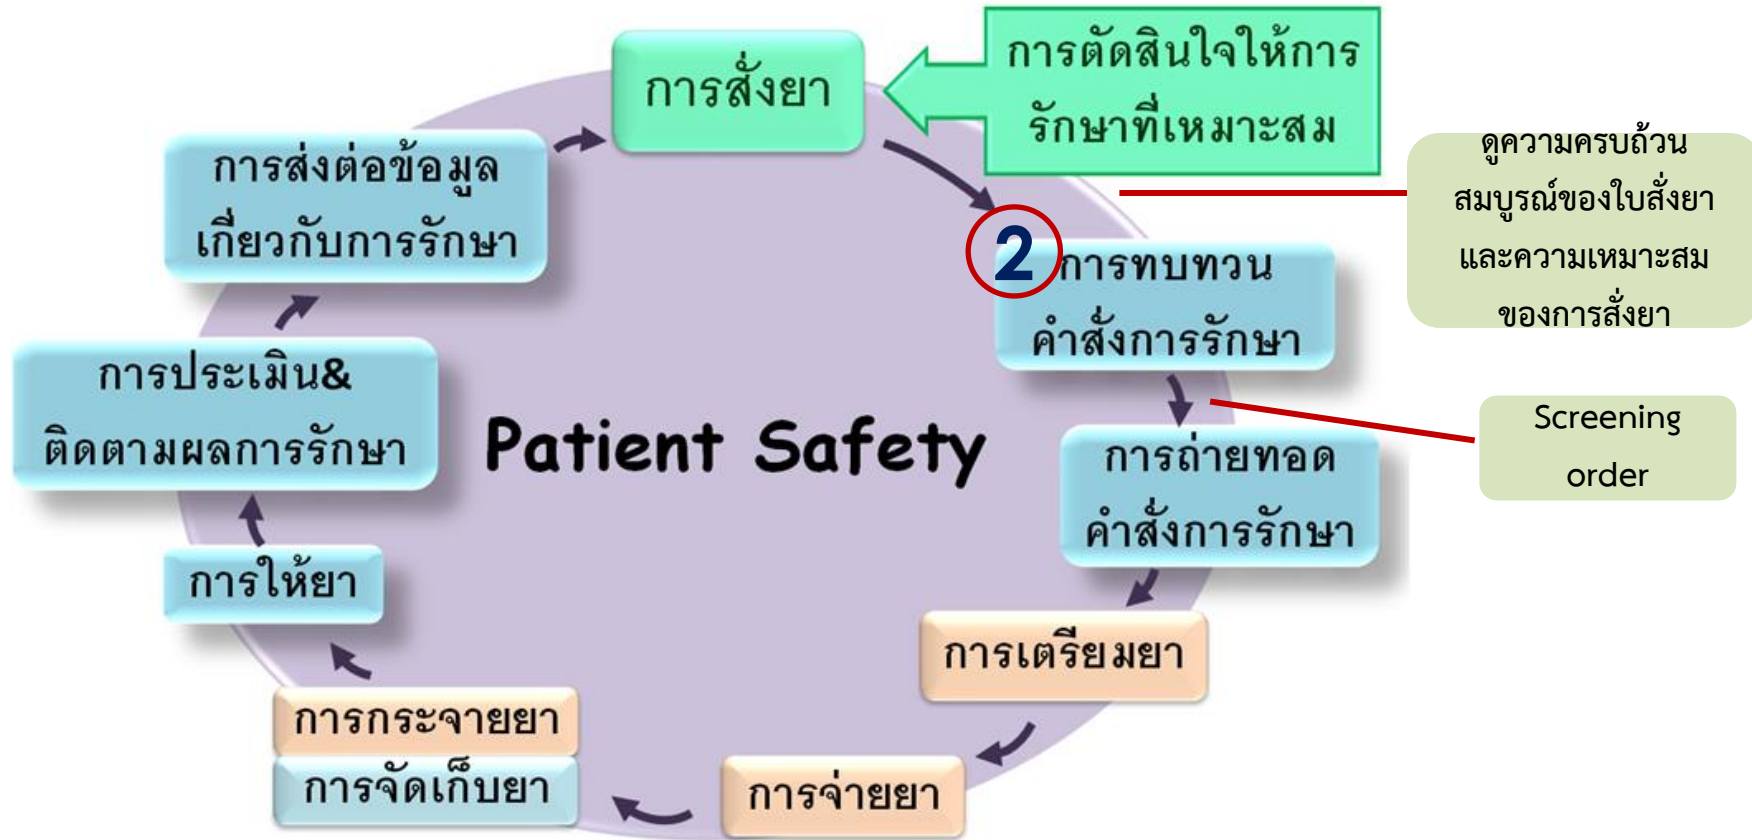 การสั่งยา
การตัดสินใจให้การ
รักษาที่เหมาะสม
ดูความครบถ้วน
สมบูรณ์ของใบสั่งยา
และความเหมาะสม
ของการสั่งยา
2
การทบทวน
คำสั่งการรักษา
Screening
order
การถ่ายทอด
คำสั่งการรักษา
การเตรียมยา
การจ่ายยา
การกระจายยา
การจัดเก็บยา
การให้ยา
การประเมิน&
ติดตามผลการรักษา
การส่งต่อข้อมูล
เกี่ยวกับการรักษา
Patient Safety